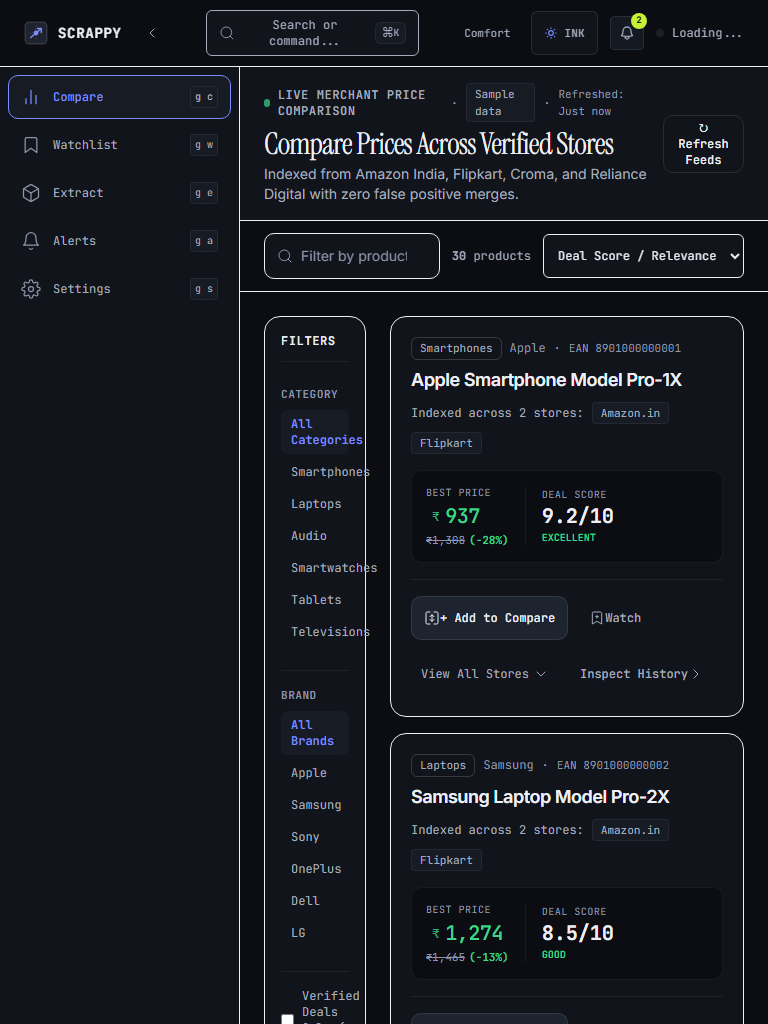 SCRAPPY
Search or
command...
⌘K
Comfort
INK
2
Loading...
Compare
g c
Watchlist
g w
Extract
g e
Alerts
g a
Settings
g s
LIVE MERCHANT PRICE
COMPARISON
·
Sample
data
·
Refreshed:
Just now
Compare Prices Across Verified Stores
Indexed from Amazon India, Flipkart, Croma, and Reliance
Digital with zero false positive merges.
↻
Refresh
Feeds
Filter by product
30 products
Deal Score / Relevance
FILTERS
CATEGORY
All
Categories
Smartphones
Laptops
Audio
Smartwatches
Tablets
Televisions
BRAND
All
Brands
Apple
Samsung
Sony
OnePlus
Dell
LG
Verified
Deals
Smartphones Apple · EAN 8901000000001
Apple Smartphone Model Pro-1X
Indexed across 2 stores: Amazon.in
Flipkart
BEST PRICE
₹ 937
₹1,308 (-28%)
DEAL SCORE
9.2/10
EXCELLENT
+ Add to Compare
Watch
View All Stores
Inspect History
Laptops Samsung · EAN 8901000000002
Samsung Laptop Model Pro-2X
Indexed across 2 stores: Amazon.in
Flipkart
BEST PRICE
₹ 1,274
₹1,465 (-13%)
DEAL SCORE
8.5/10
GOOD